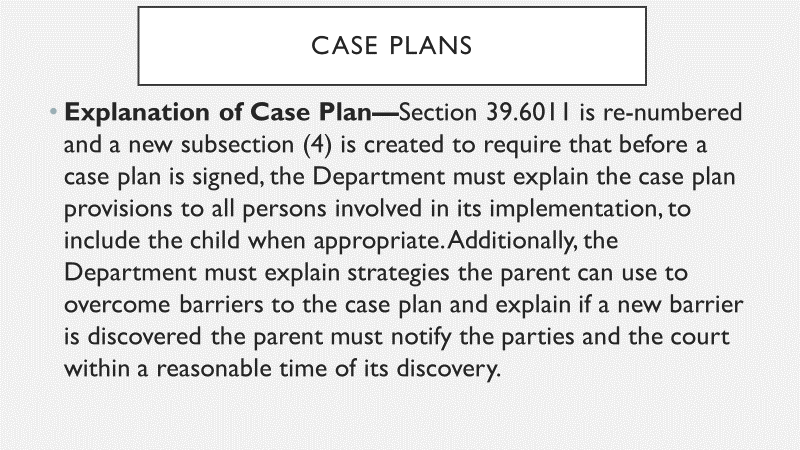 CASE PLANS
• Explanation of Case Plan—Section 39.6011 is re-numbered
and a new subsection (4) is created to require that before a
case plan is signed, the Department must explain the case plan
provisions to all persons involved in its implementation, to
include the child when appropriate. Additionally, the
Department must explain strategies the parent can use to
overcome barriers to the case plan and explain if a new barrier
is discovered the parent must notify the parties and the court
within a reasonable time of its discovery.